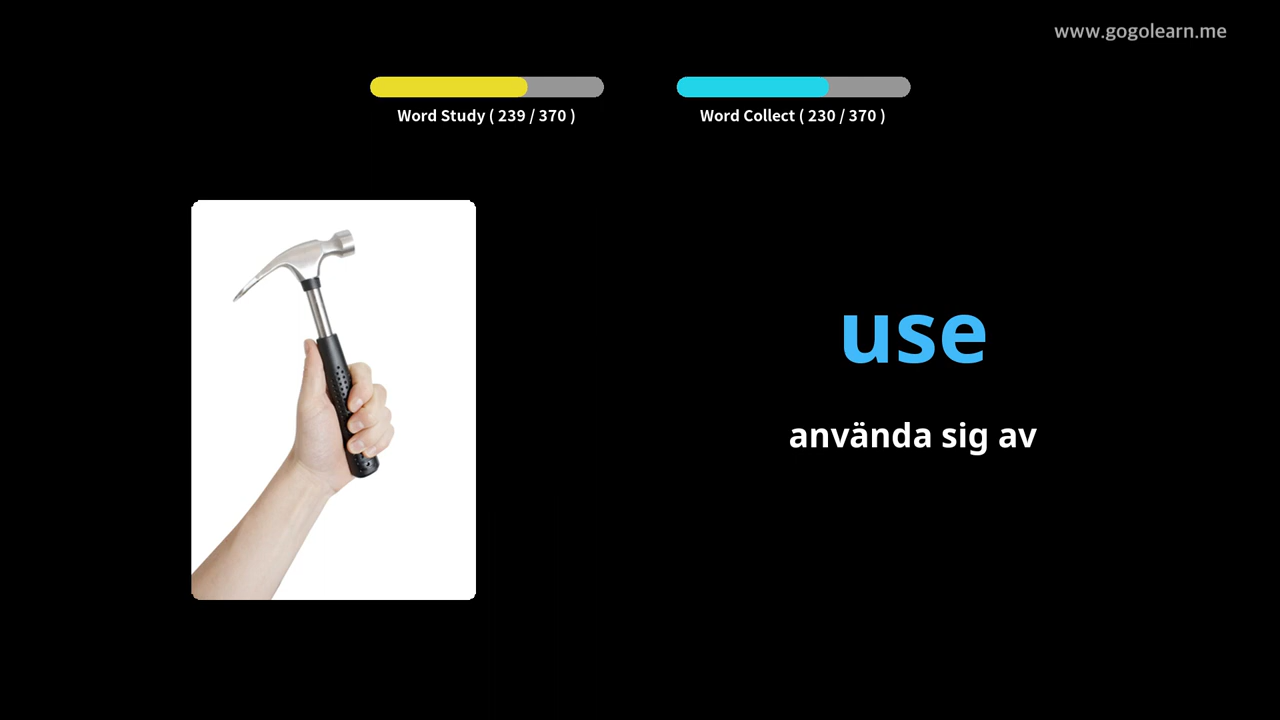 www.gogolearn.me
Word Study ( 239 / 370 )
Word Collect ( 230 / 370 )
use
använda sig av